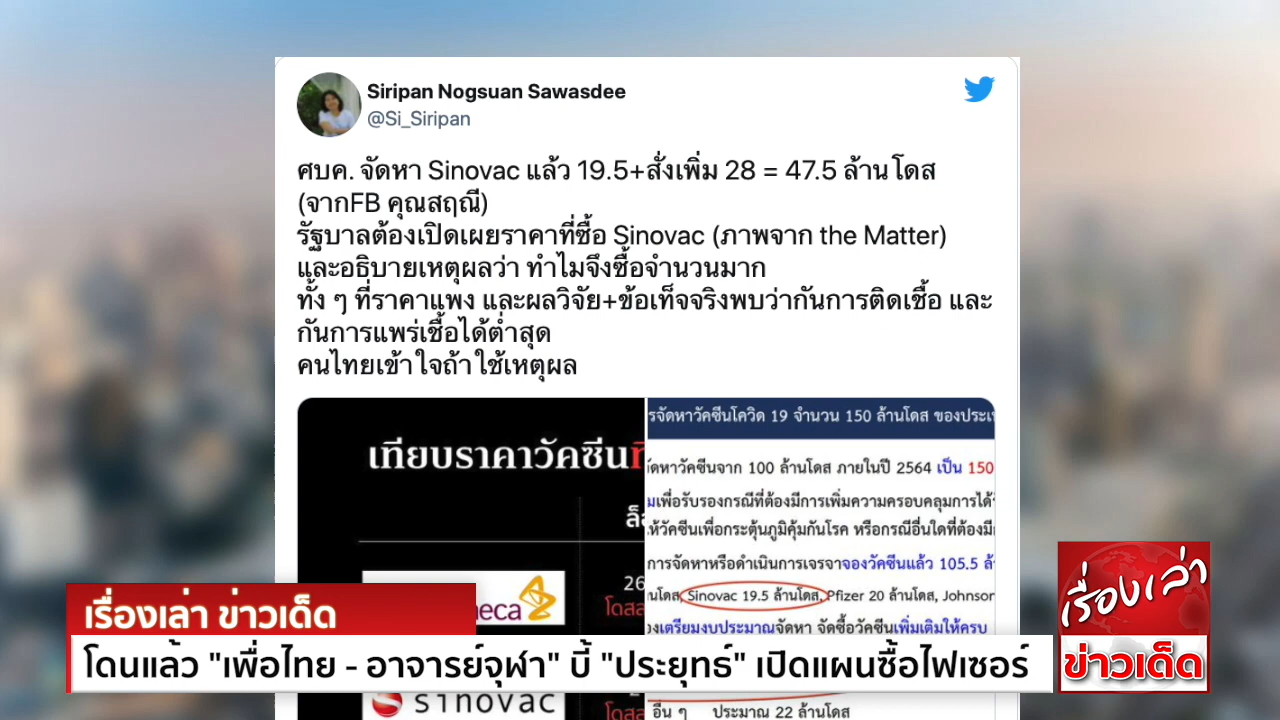 Siripan Nogsuan Sawasdee
@Si_Siripan
ศบค. จัดหา Sinovac แล้ว 19.5+สั่งเพิ่ม 28 = 47.5 ล้านโดส
(จากFB คุณสฤณี)
รัฐบาลต้องเปิดเผยราคาที่ซื้อ Sinovac (ภาพจาก the Matter)
และอธิบายเหตุผลว่า ทำไมจึงซื้อจำนวนมาก
ทั้ง ๆ ที่ราคาแพง และผลวิจัย+ข้อเท็จจริงพบว่ากันการติดเชื้อ และ
กันการแพร่เชื้อได้ต่ำสุด
คนไทยเข้าใจถ้าใช้เหตุผล
เทียบราคาวัคซีน
26
eca
sinovac
รจัดหาวัคซีนโควิด 19 จำนวน 150 ล้านโดส ของประเท
ัดหาวัคซีนจาก 100 ล้านโดส ภายในปี 2564 เป็น 150
มเพื่อรับรองกรณีที่ต้องมีการเพิ่มความครอบคลุมการได้
ห้วัคซีนเพื่อกระตุ้นภูมิคุ้มกันโรค หรือกรณีอื่นใดที่ต้องมี
การจัดหาหรือดำเนินการเจรจาจองวัคซีนแล้ว 105.5 ล้
นโดส, Sinovac 19.5 ล้านโดส, Pfizer 20 ล้านโดส, Johnson
งเตรียมงบประมาณจัดหา จัดซื้อวัคซีนเพิ่มเติมให้ครบ
อื่น ๆ ประมาณ 22 ล้านโดส
เรื่องเล่า ข่าวเด็ด
โดนแล้ว "เพื่อไทย - อาจารย์จุฬา" บี้ "ประยุทธ์" เปิดแผนซื้อไฟเซอร์
เรื่องเล่า
ข่าวเด็ด